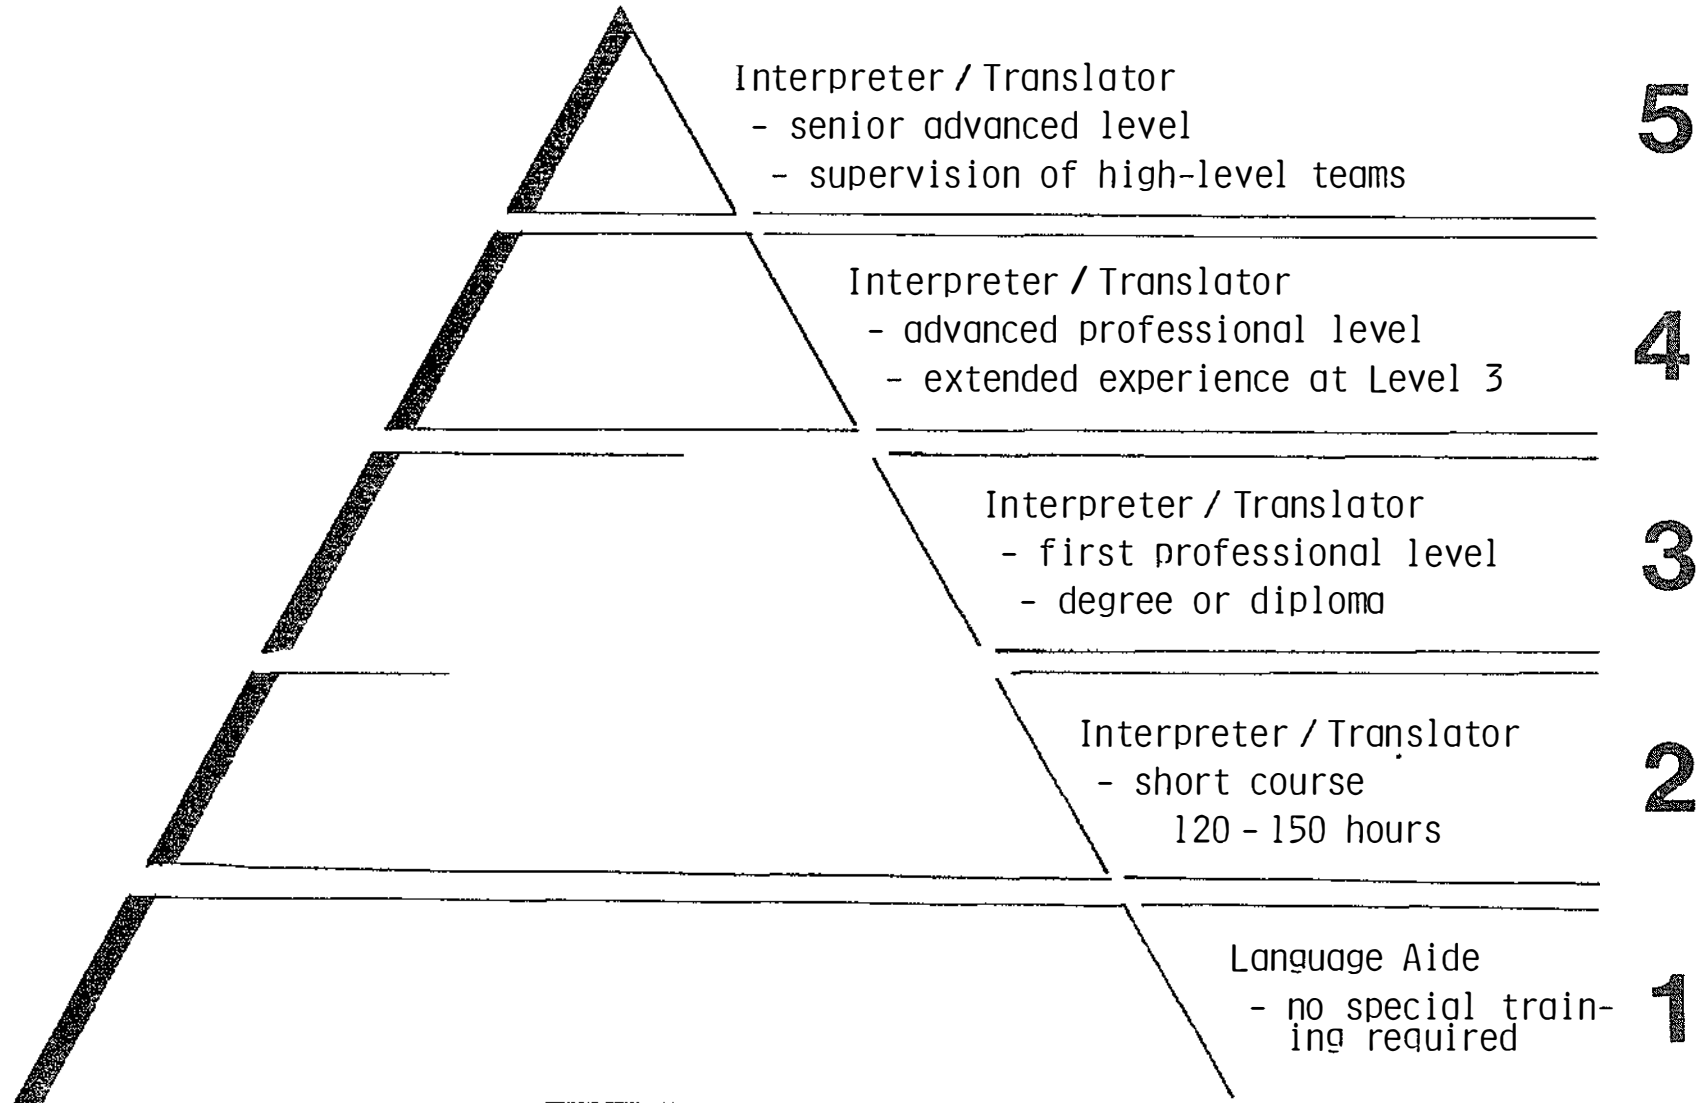 Interpreter / Translator
- senior advanced level
- supervision of high-level teams
5
Interpreter / Translator
- advanced professional level
- extended experience at Level 3
4
Interpreter / Translator
- first professional level
- degree or diploma
3
Interpreter / Translator
- short course
120 - 150 hours
2
Language Aide
- no special train-
ing required
1